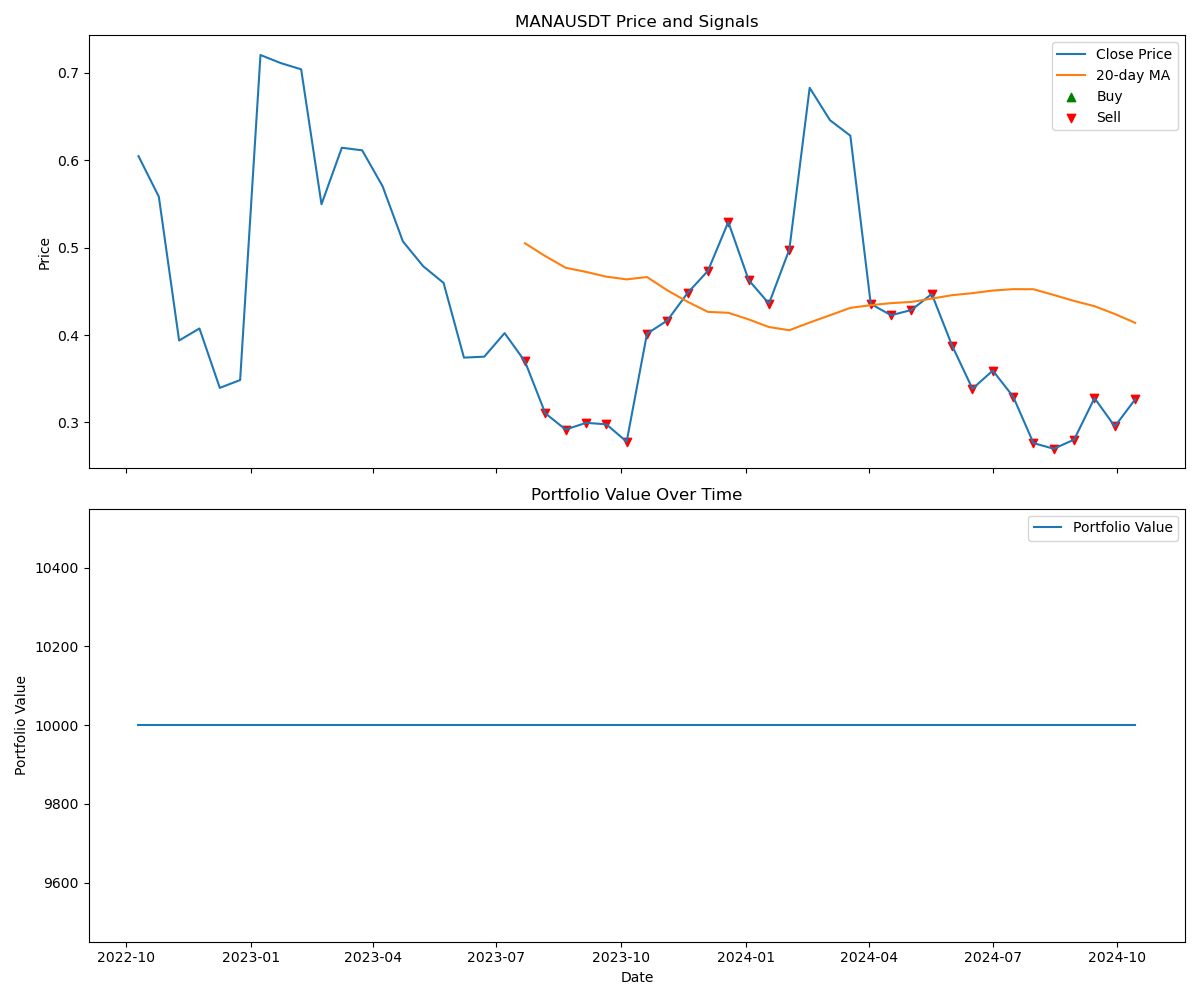 MANAUSDT Price and Signals
Price
0.7
0.6
0.5
0.4
0.3
Close Price
20-day MA
Buy
Sell
Portfolio Value Over Time
Portfolio Value
10400
10200
10000
9800
9600
Portfolio Value
2022-10 2023-01 2023-04 2023-07 2023-10 2024-01 2024-04 2024-07 2024-10
Date